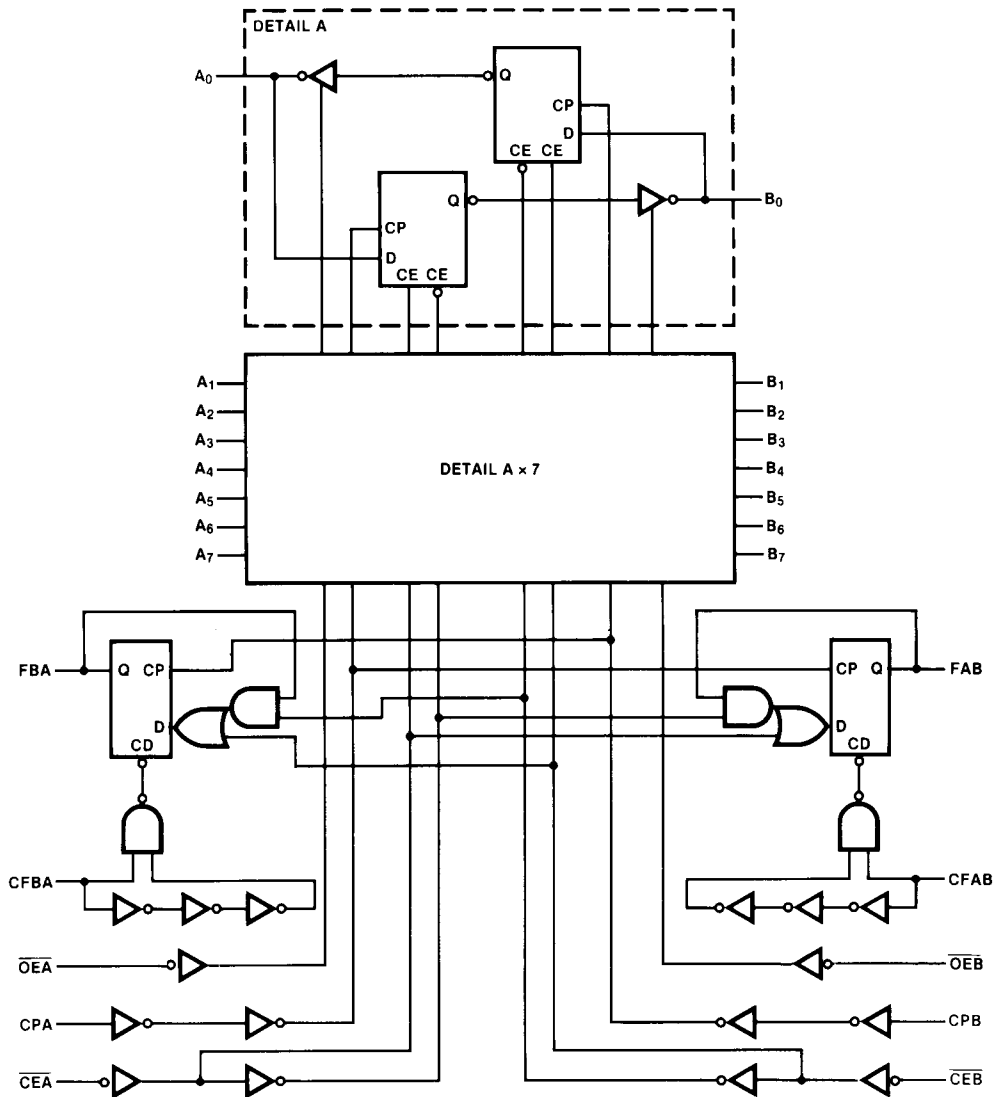 DETAIL A
A0
Q
CP
D
CE CE
Q
B0
CP
D
CE CE
A1
B1
A2
B2
A3
B3
A4
DETAIL A × 7
B4
A5
B5
A6
B6
A7
B7
FBA
Q
CP
CP
Q
FAB
D
D
CD
CD
CFBA
CFAB
OEA
OEB
CPA
CPB
CEA
CEB